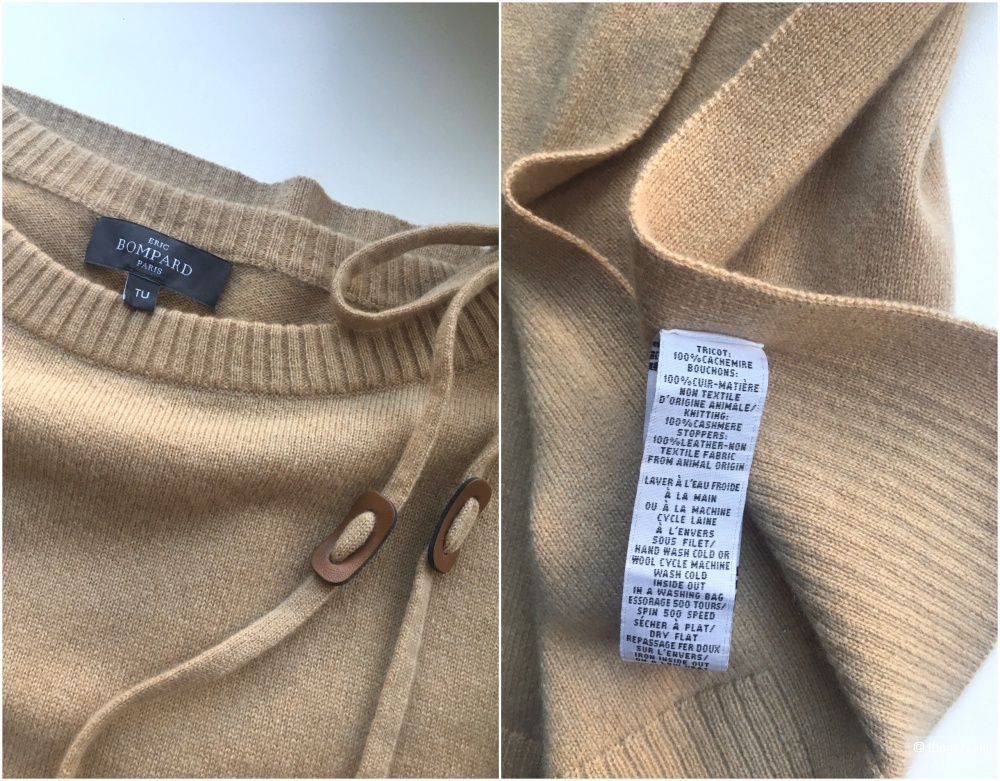 ERIC
BOMPARD
PARIS
TU
TRICOT:
100%CACHEMIRE
BOUCHONS:
100%CUIR-MATIÈRE
NON TEXTILE
D'ORIGINE ANIMALE/
KNITTING:
100%CASHMERE
STOPPERS:
100%LEATHER-NON
TEXTILE FABRIC
FROM ANIMAL ORIGIN
LAVER À L'EAU FROIDE
À LA MAIN
OU À LA MACHINE
CYCLE LAINE
À L'ENVERS
SOUS FILET/
HAND WASH COLD OR
WOOL CYCLE MACHINE
WASH COLD
INSIDE OUT
IN A WASHING BAG
ESSORAGE 500 TOURS/
SPIN 500 SPEED
SÉCHER À PLAT/
DRY FLAT
REPASSAGE FER DOUX
SUR L'ENVERS/
IRON INSIDE OUT